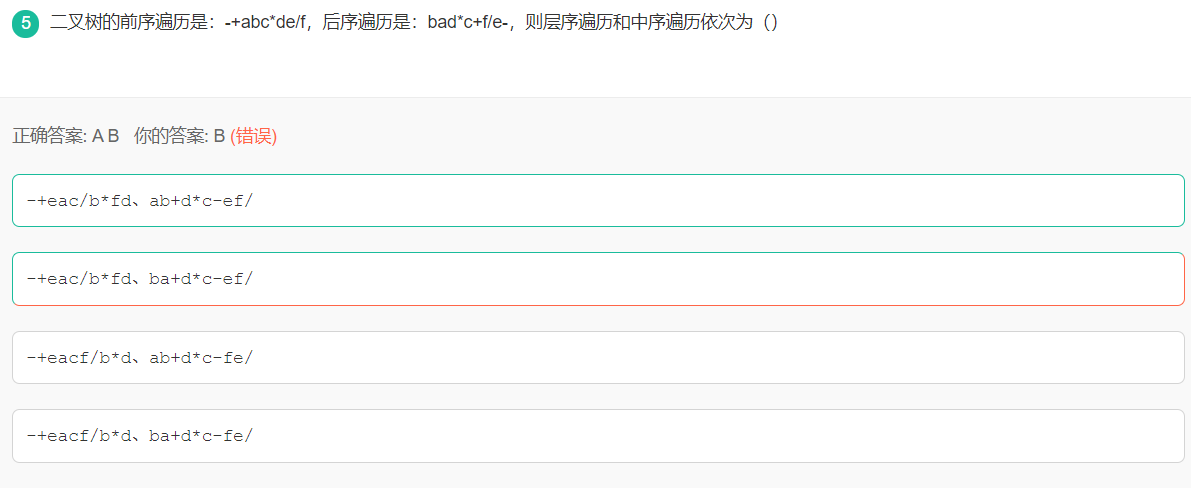 5 二叉树的前序遍历是：-+abc*de/f，后序遍历是：bad*c+f/e-，则层序遍历和中序遍历依次为（）
正确答案: A B 你的答案: B (错误)
-+eac/b*fd、ab+d*c-ef/
-+eac/b*fd、ba+d*c-ef/
-+eacf/b*d、ab+d*c-fe/
-+eacf/b*d、ba+d*c-fe/